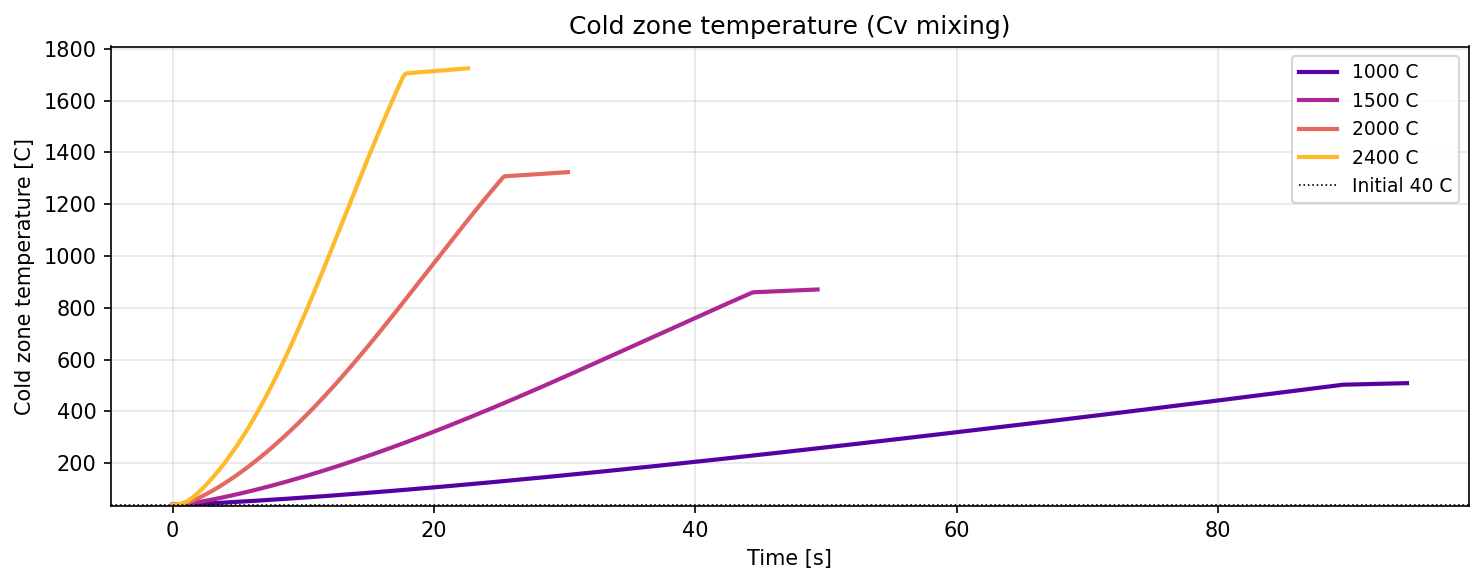 Cold zone temperature (Cv mixing)
Cold zone temperature [C]
1800
1600
1400
1200
1000
800
600
400
200
0
20
40
60
80
Time [s]
1000 C
1500 C
2000 C
2400 C
Initial 40 C